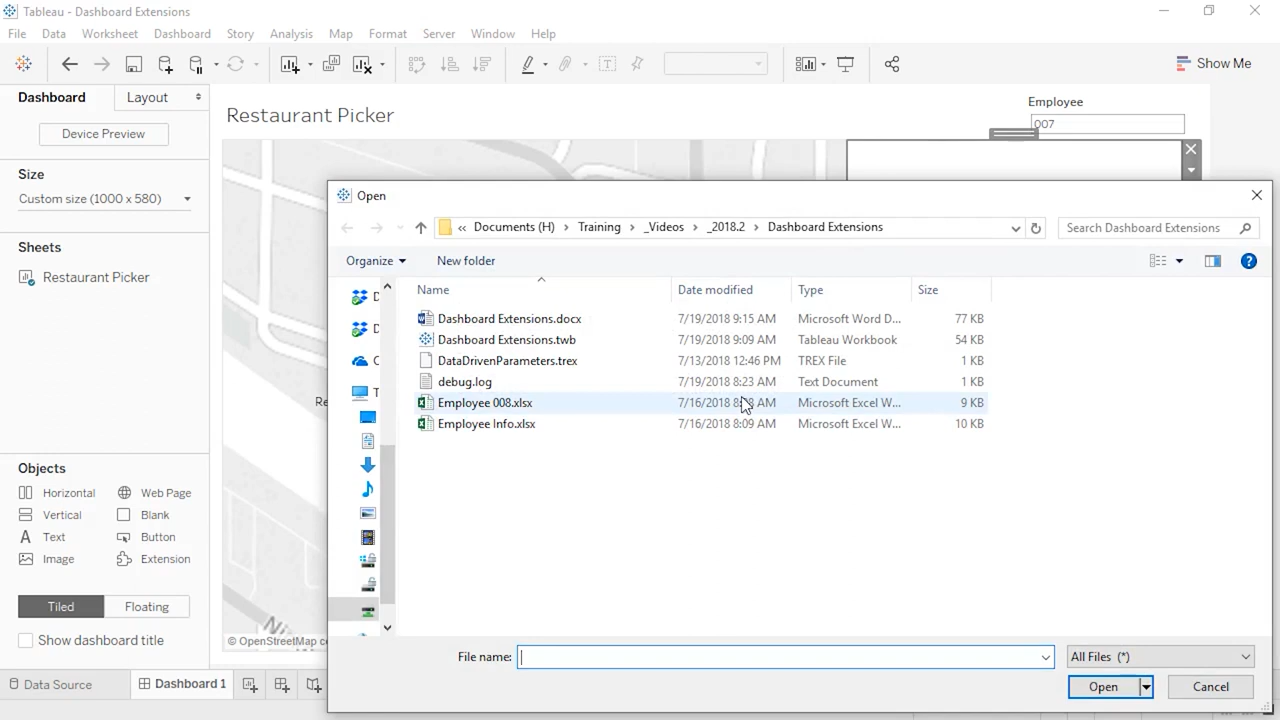 Tableau - Dashboard Extensions
File Data Worksheet Dashboard Story Analysis Map Format Server Window Help
Show Me
Dashboard Layout
Device Preview
Size
Custom size (1000 x 580)
Sheets
Restaurant Picker
Objects
Horizontal Web Page
Vertical Blank
Text Button
Image Extension
Tiled Floating
Show dashboard title
Data Source Dashboard 1
Restaurant Picker
Employee
007
Re
© OpenStreetMap c
Open
« Documents (H) Training _Videos _2018.2 Dashboard Extensions
Search Dashboard Extensions
Organize New folder
Name Date modified Type Size
Dashboard Extensions.docx 7/19/2018 9:15 AM Microsoft Word D... 77 KB
Dashboard Extensions.twb 7/19/2018 9:09 AM Tableau Workbook 54 KB
DataDrivenParameters.trex 7/13/2018 12:46 PM TREX File 1 KB
debug.log 7/19/2018 8:23 AM Text Document 1 KB
Employee 008.xlsx 7/16/2018 AM Microsoft Excel W... 9 KB
Employee Info.xlsx 7/16/2018 8:09 AM Microsoft Excel W... 10 KB
File name:
All Files (*)
Open Cancel